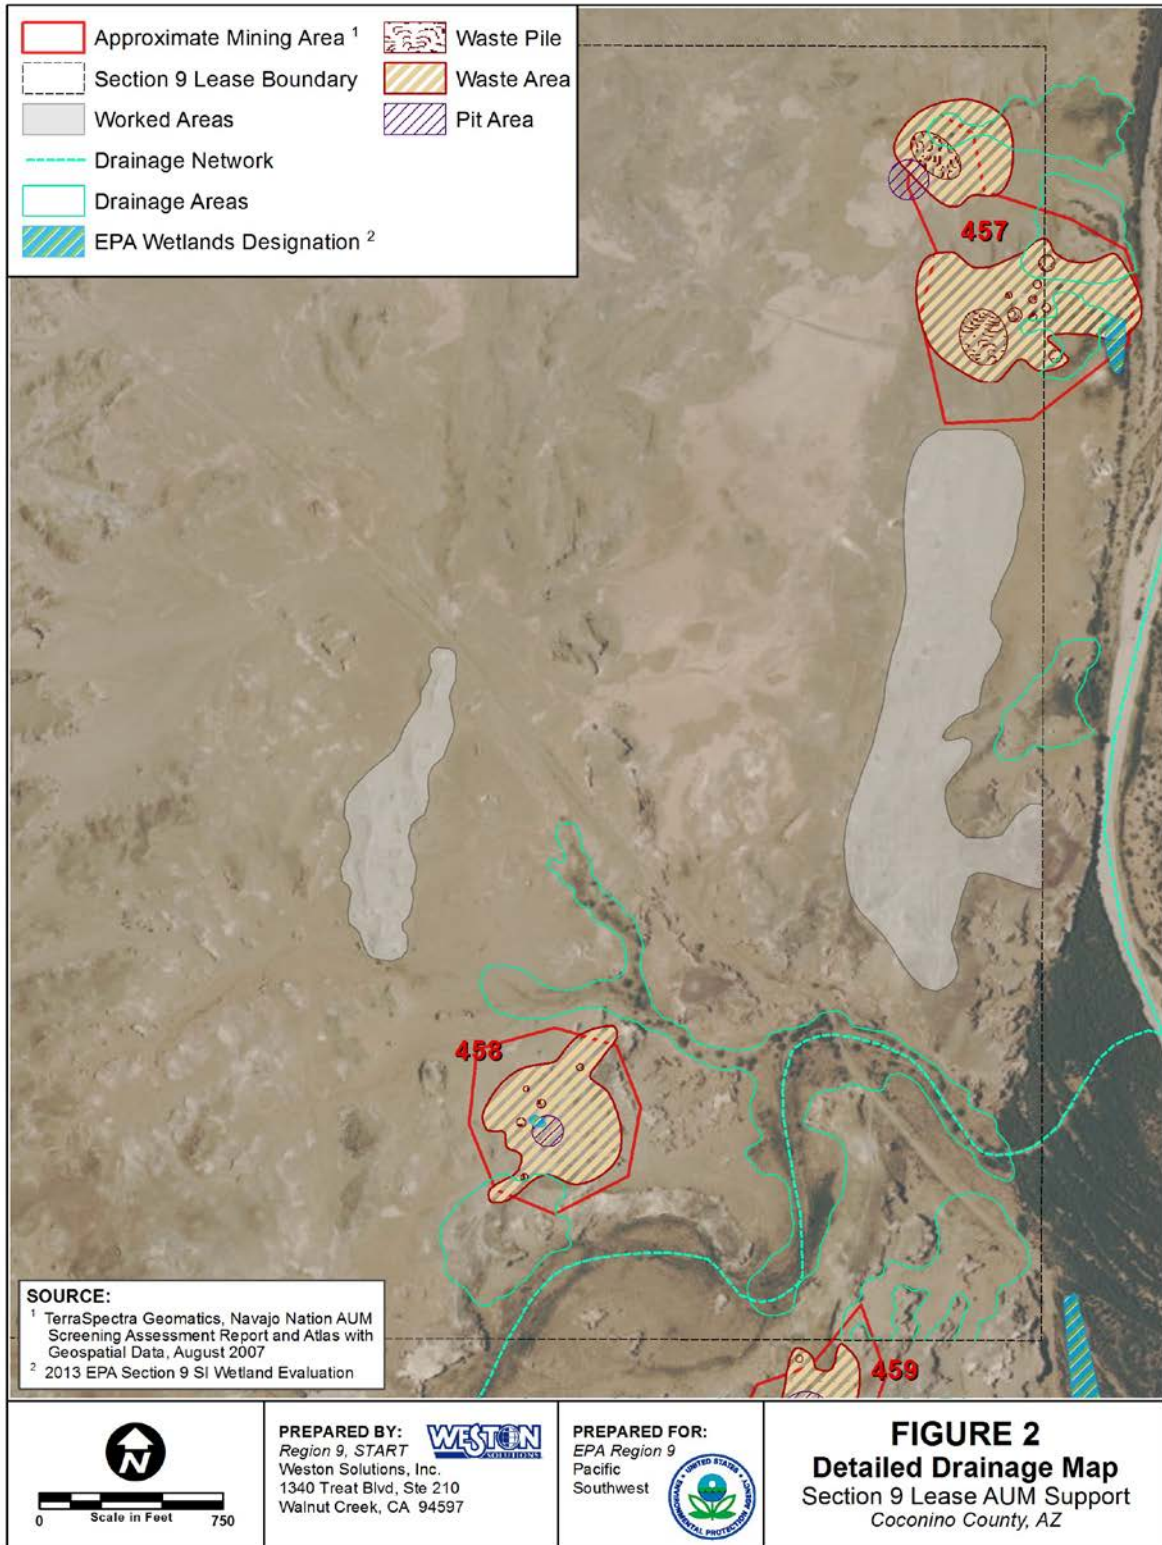 Approximate Mining Area 1
Section 9 Lease Boundary
Worked Areas
Drainage Network
Drainage Areas
EPA Wetlands Designation 2
Waste Pile
Waste Area
Pit Area
457
458
459
SOURCE:
1 TerraSpectra Geomatics, Navajo Nation AUM
Screening Assessment Report and Atlas with
Geospatial Data, August 2007
2 2013 EPA Section 9 SI Wetland Evaluation
N
0 Scale in Feet 750
PREPARED BY:
Region 9, START
Weston Solutions, Inc.
1340 Treat Blvd, Ste 210
Walnut Creek, CA 94597
WESTON
SOLUTIONS
PREPARED FOR:
EPA Region 9
Pacific
Southwest
UNITED STATES
ENVIRONMENTAL PROTECTION AGENCY
FIGURE 2
Detailed Drainage Map
Section 9 Lease AUM Support
Coconino County, AZ